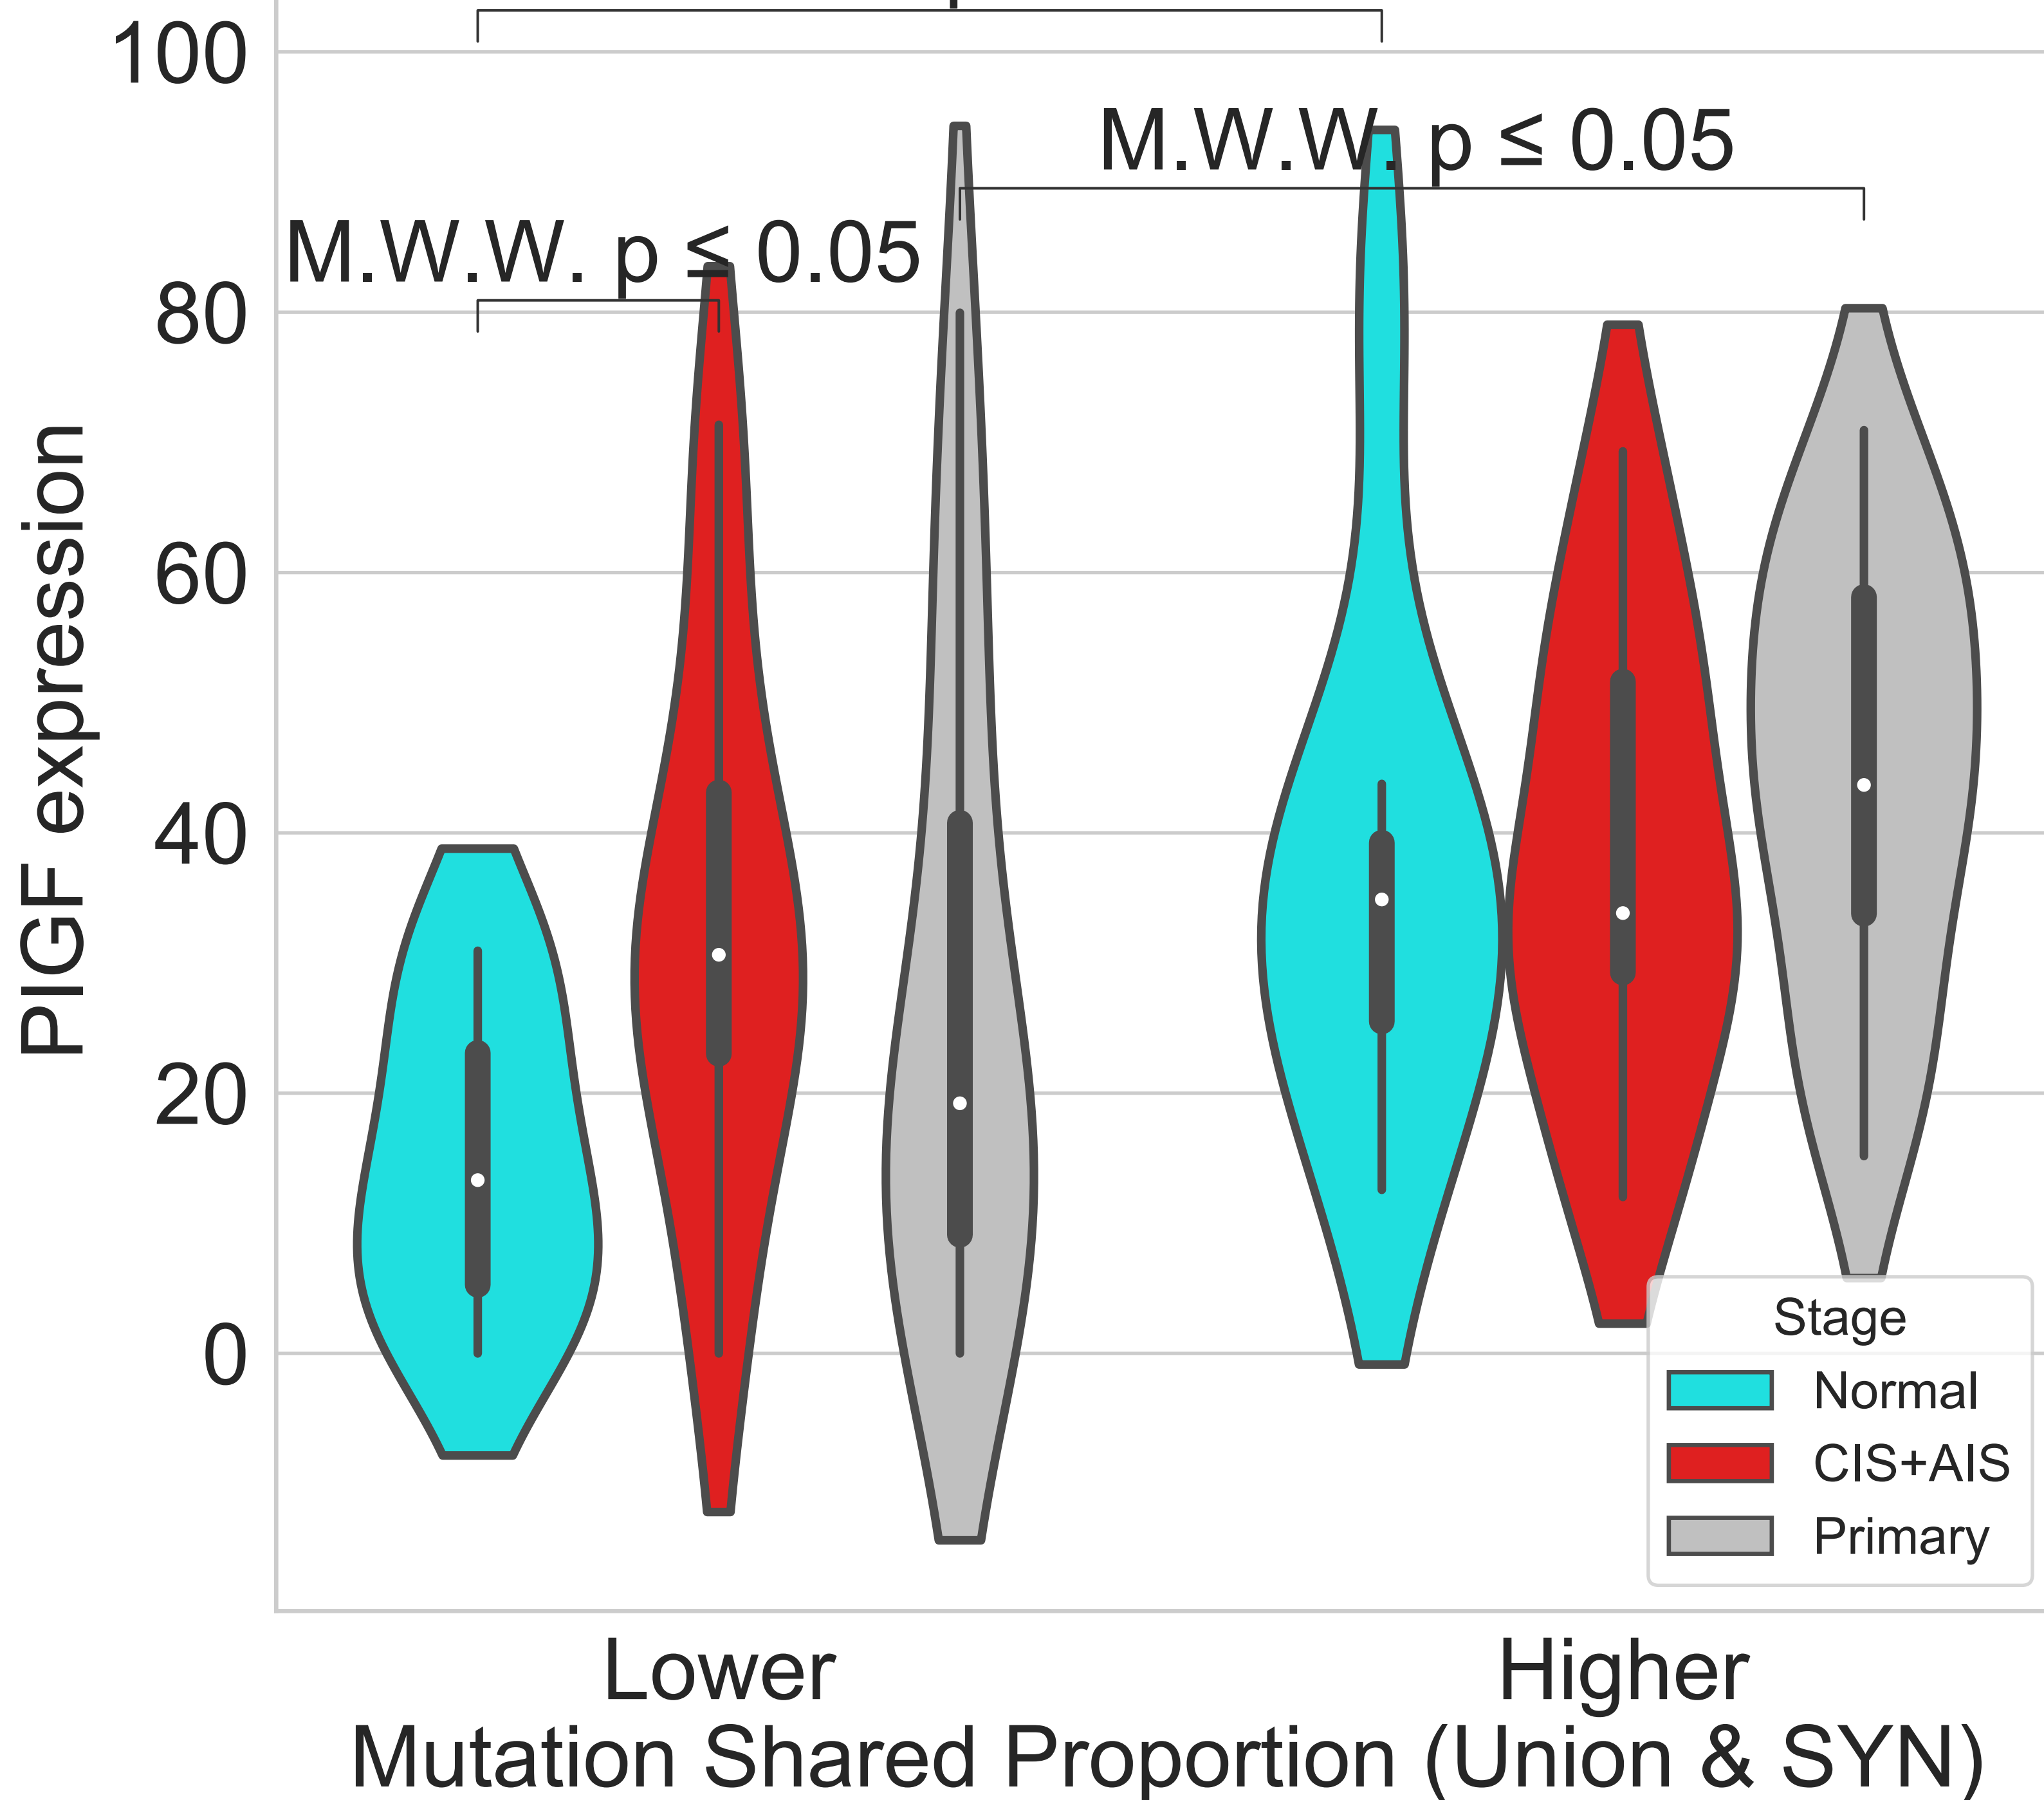 100
M.W.W. p ≤ 0.05
M.W.W. p ≤ 0.05
80
60
40
20
0
PIGF expression
Stage
Normal
CIS+AIS
Primary
Lower
Higher
Mutation Shared Proportion (Union & SYN)